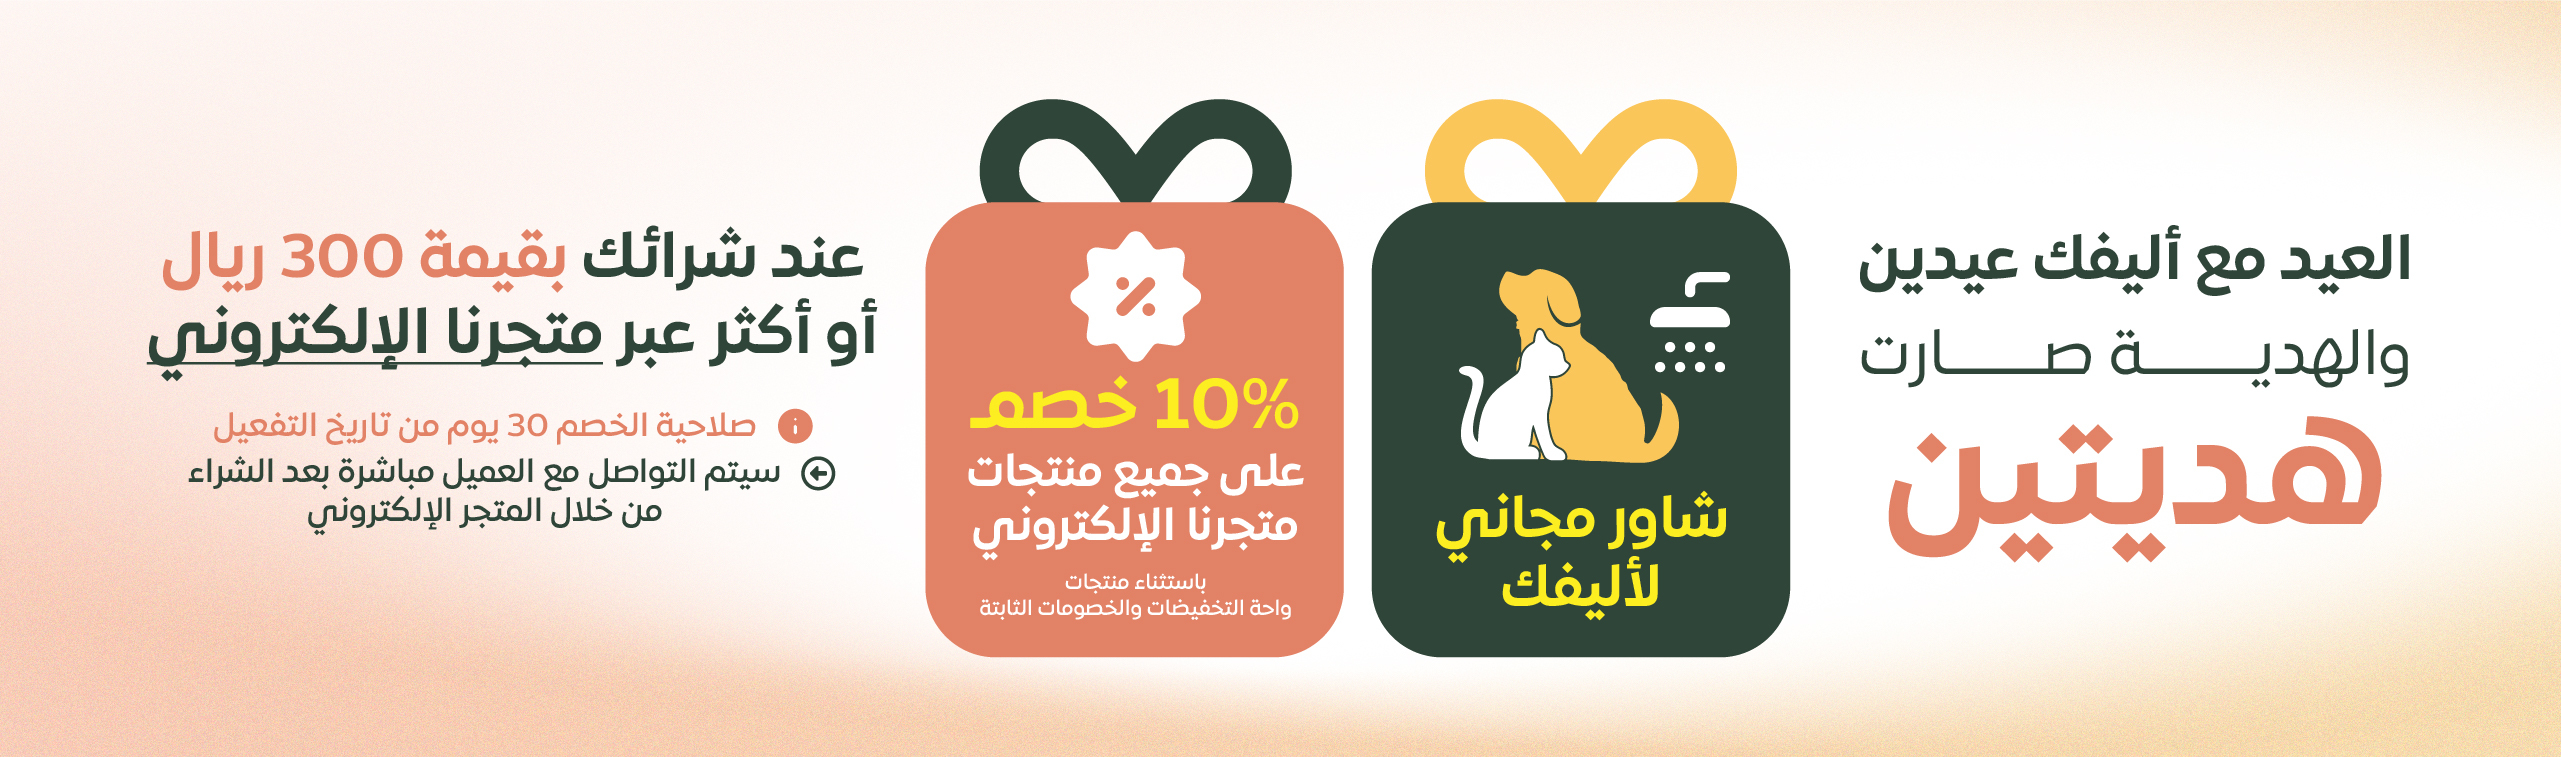 العيد مع أليفك عيدين
والهديـــــــة صـــــــارت
هديتين
شاور مجاني
لأليفك
10% خصمـ
على جميع منتجات
متجرنا الإلكتروني
باستثناء منتجات
واحة التخفيضات والخصومات الثابتة
عند شرائك بقيمة 300 ريال
أو أكثر عبر متجرنا الإلكتروني
صلاحية الخصم 30 يوم من تاريخ التفعيل
سيتم التواصل مع العميل مباشرة بعد الشراء
من خلال المتجر الإلكتروني